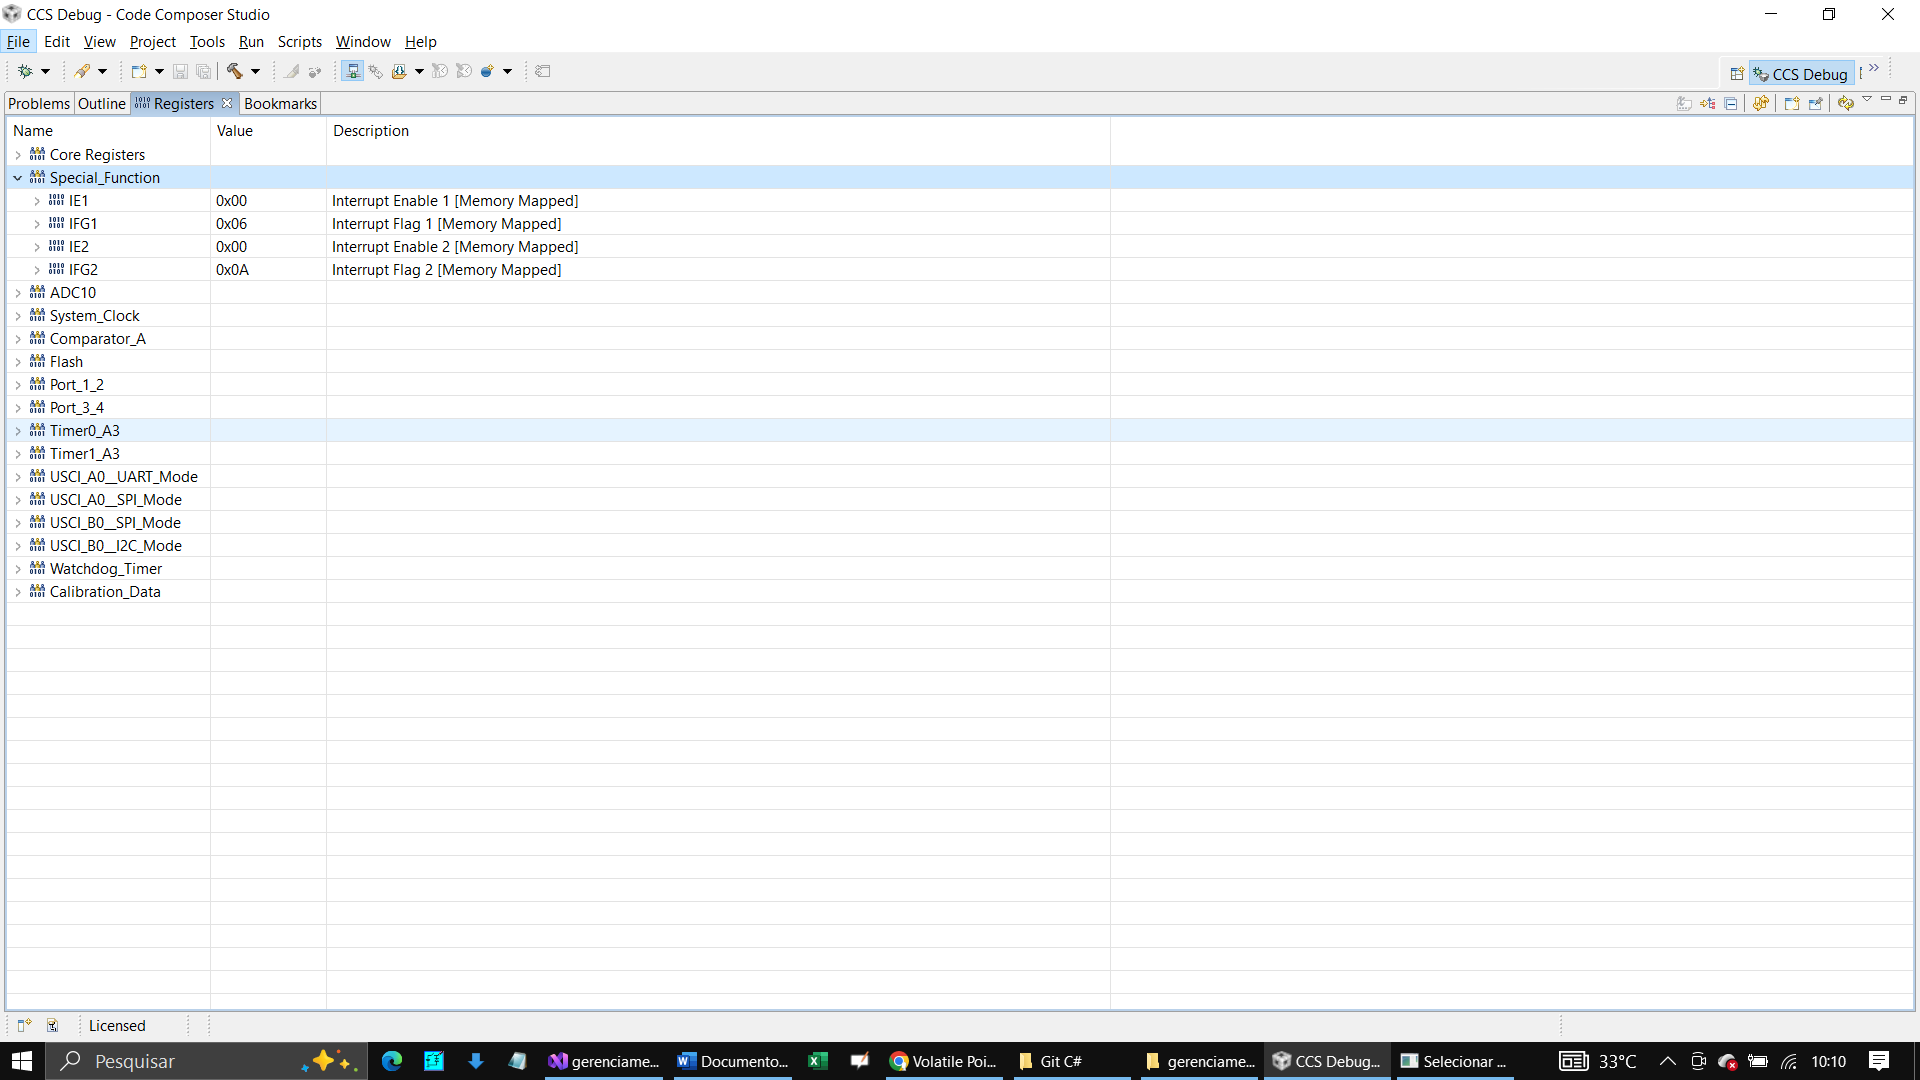 CCS Debug - Code Composer Studio
File Edit View Project Tools Run Scripts Window Help
CCS Debug
Problems Outline Registers Bookmarks
Name Value Description
Core Registers
Special_Function
IE1 0x00 Interrupt Enable 1 [Memory Mapped]
IFG1 0x06 Interrupt Flag 1 [Memory Mapped]
IE2 0x00 Interrupt Enable 2 [Memory Mapped]
IFG2 0x0A Interrupt Flag 2 [Memory Mapped]
ADC10
System_Clock
Comparator_A
Flash
Port_1_2
Port_3_4
Timer0_A3
Timer1_A3
USCI_A0__UART_Mode
USCI_A0__SPI_Mode
USCI_B0__SPI_Mode
USCI_B0__I2C_Mode
Watchdog_Timer
Calibration_Data
Licensed
Pesquisar gerenciame... Documento... Volatile Poi... Git C# gerenciame... CCS Debug... Selecionar ... 33°C 10:10